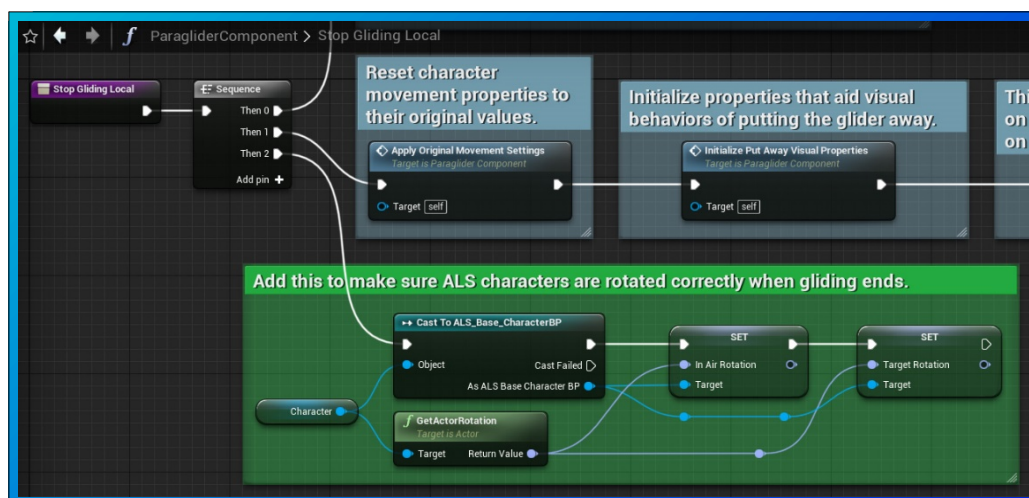 ParagliderComponent > Stop Gliding Local
Stop Gliding Local
Sequence
Then 0
Then 1
Then 2
Add pin +
Reset character
movement properties to
their original values.
Apply Original Movement Settings
Target is Paraglider Component
Target self
Initialize properties that aid visual
behaviors of putting the glider away.
Initialize Put Away Visual Properties
Target is Paraglider Component
Target self
on
on
Add this to make sure ALS characters are rotated correctly when gliding ends.
Cast To ALS_Base_CharacterBP
Object
Cast Failed
As ALS Base Character BP
Character
GetActorRotation
Target is Actor
Target Return Value
SET
In Air Rotation
Target
SET
Target Rotation
Target